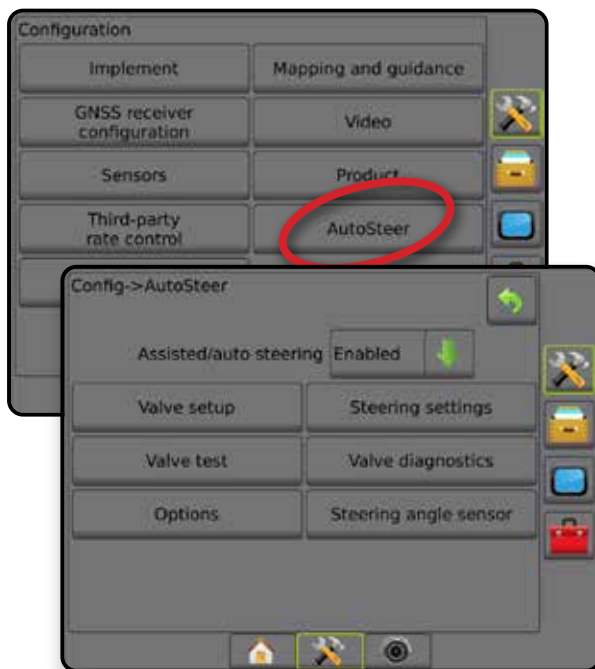 Configuration
Implement
Mapping and guidance
GNSS receiver
configuration
Video
Sensors
Product
Third-party
rate control
AutoSteer
Config->AutoSteer
Assisted/auto steering
Enabled
Valve setup
Steering settings
Valve test
Valve diagnostics
Options
Steering angle sensor